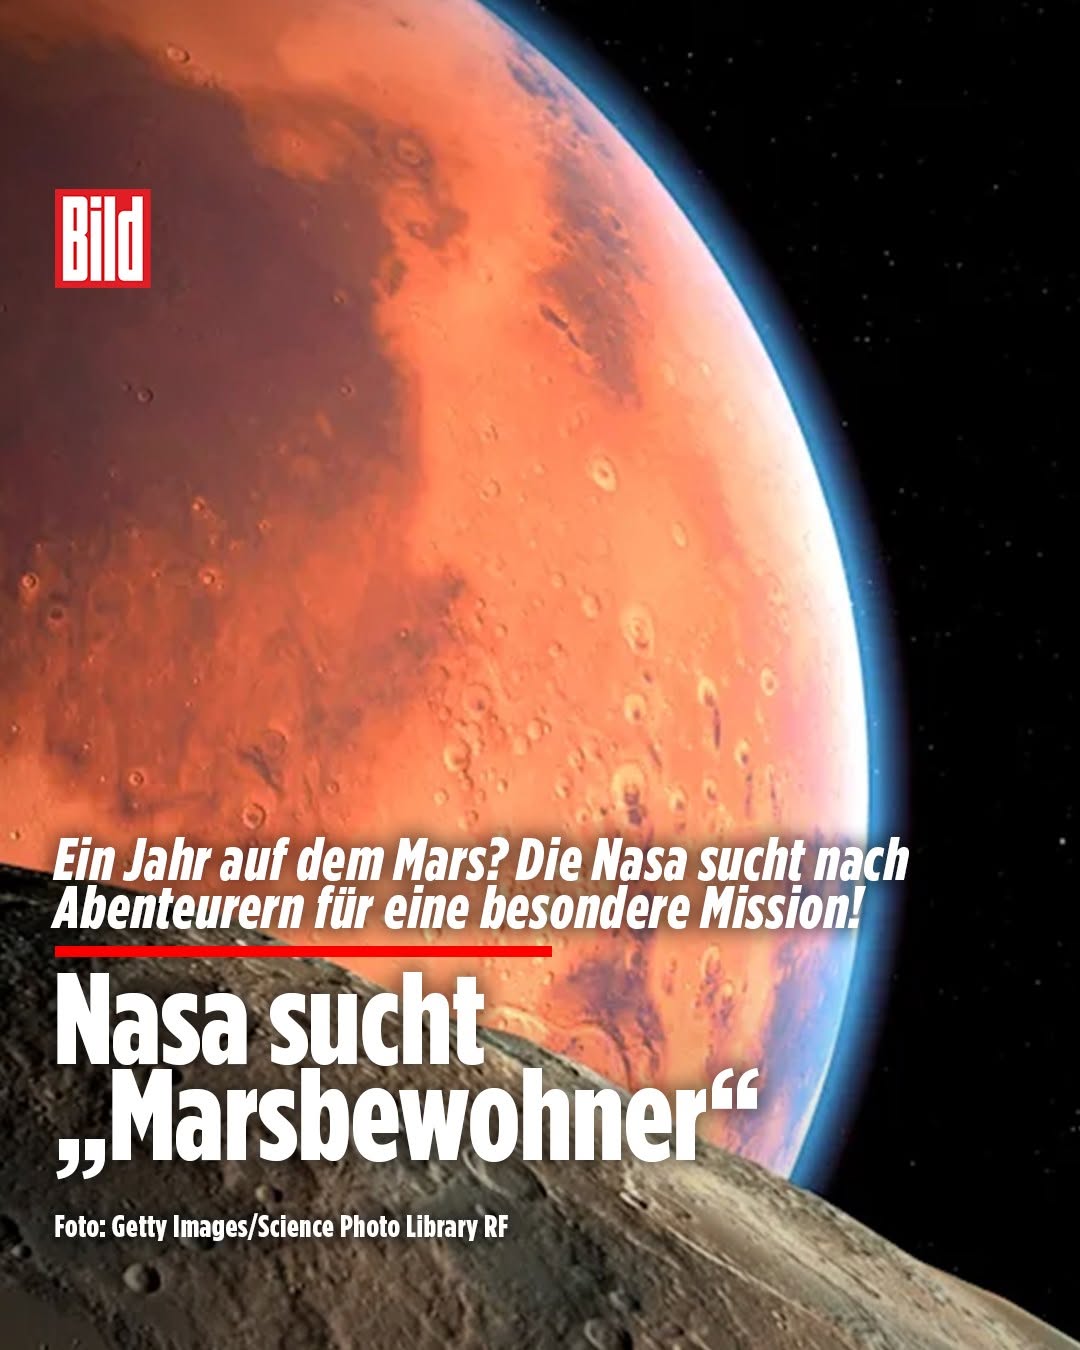 Bild
Ein Jahr auf dem Mars? Die Nasa sucht nach
Abenteurern für eine besondere Mission!
Nasa sucht
„Marsbewohner“
Foto: Getty Images/Science Photo Library RF